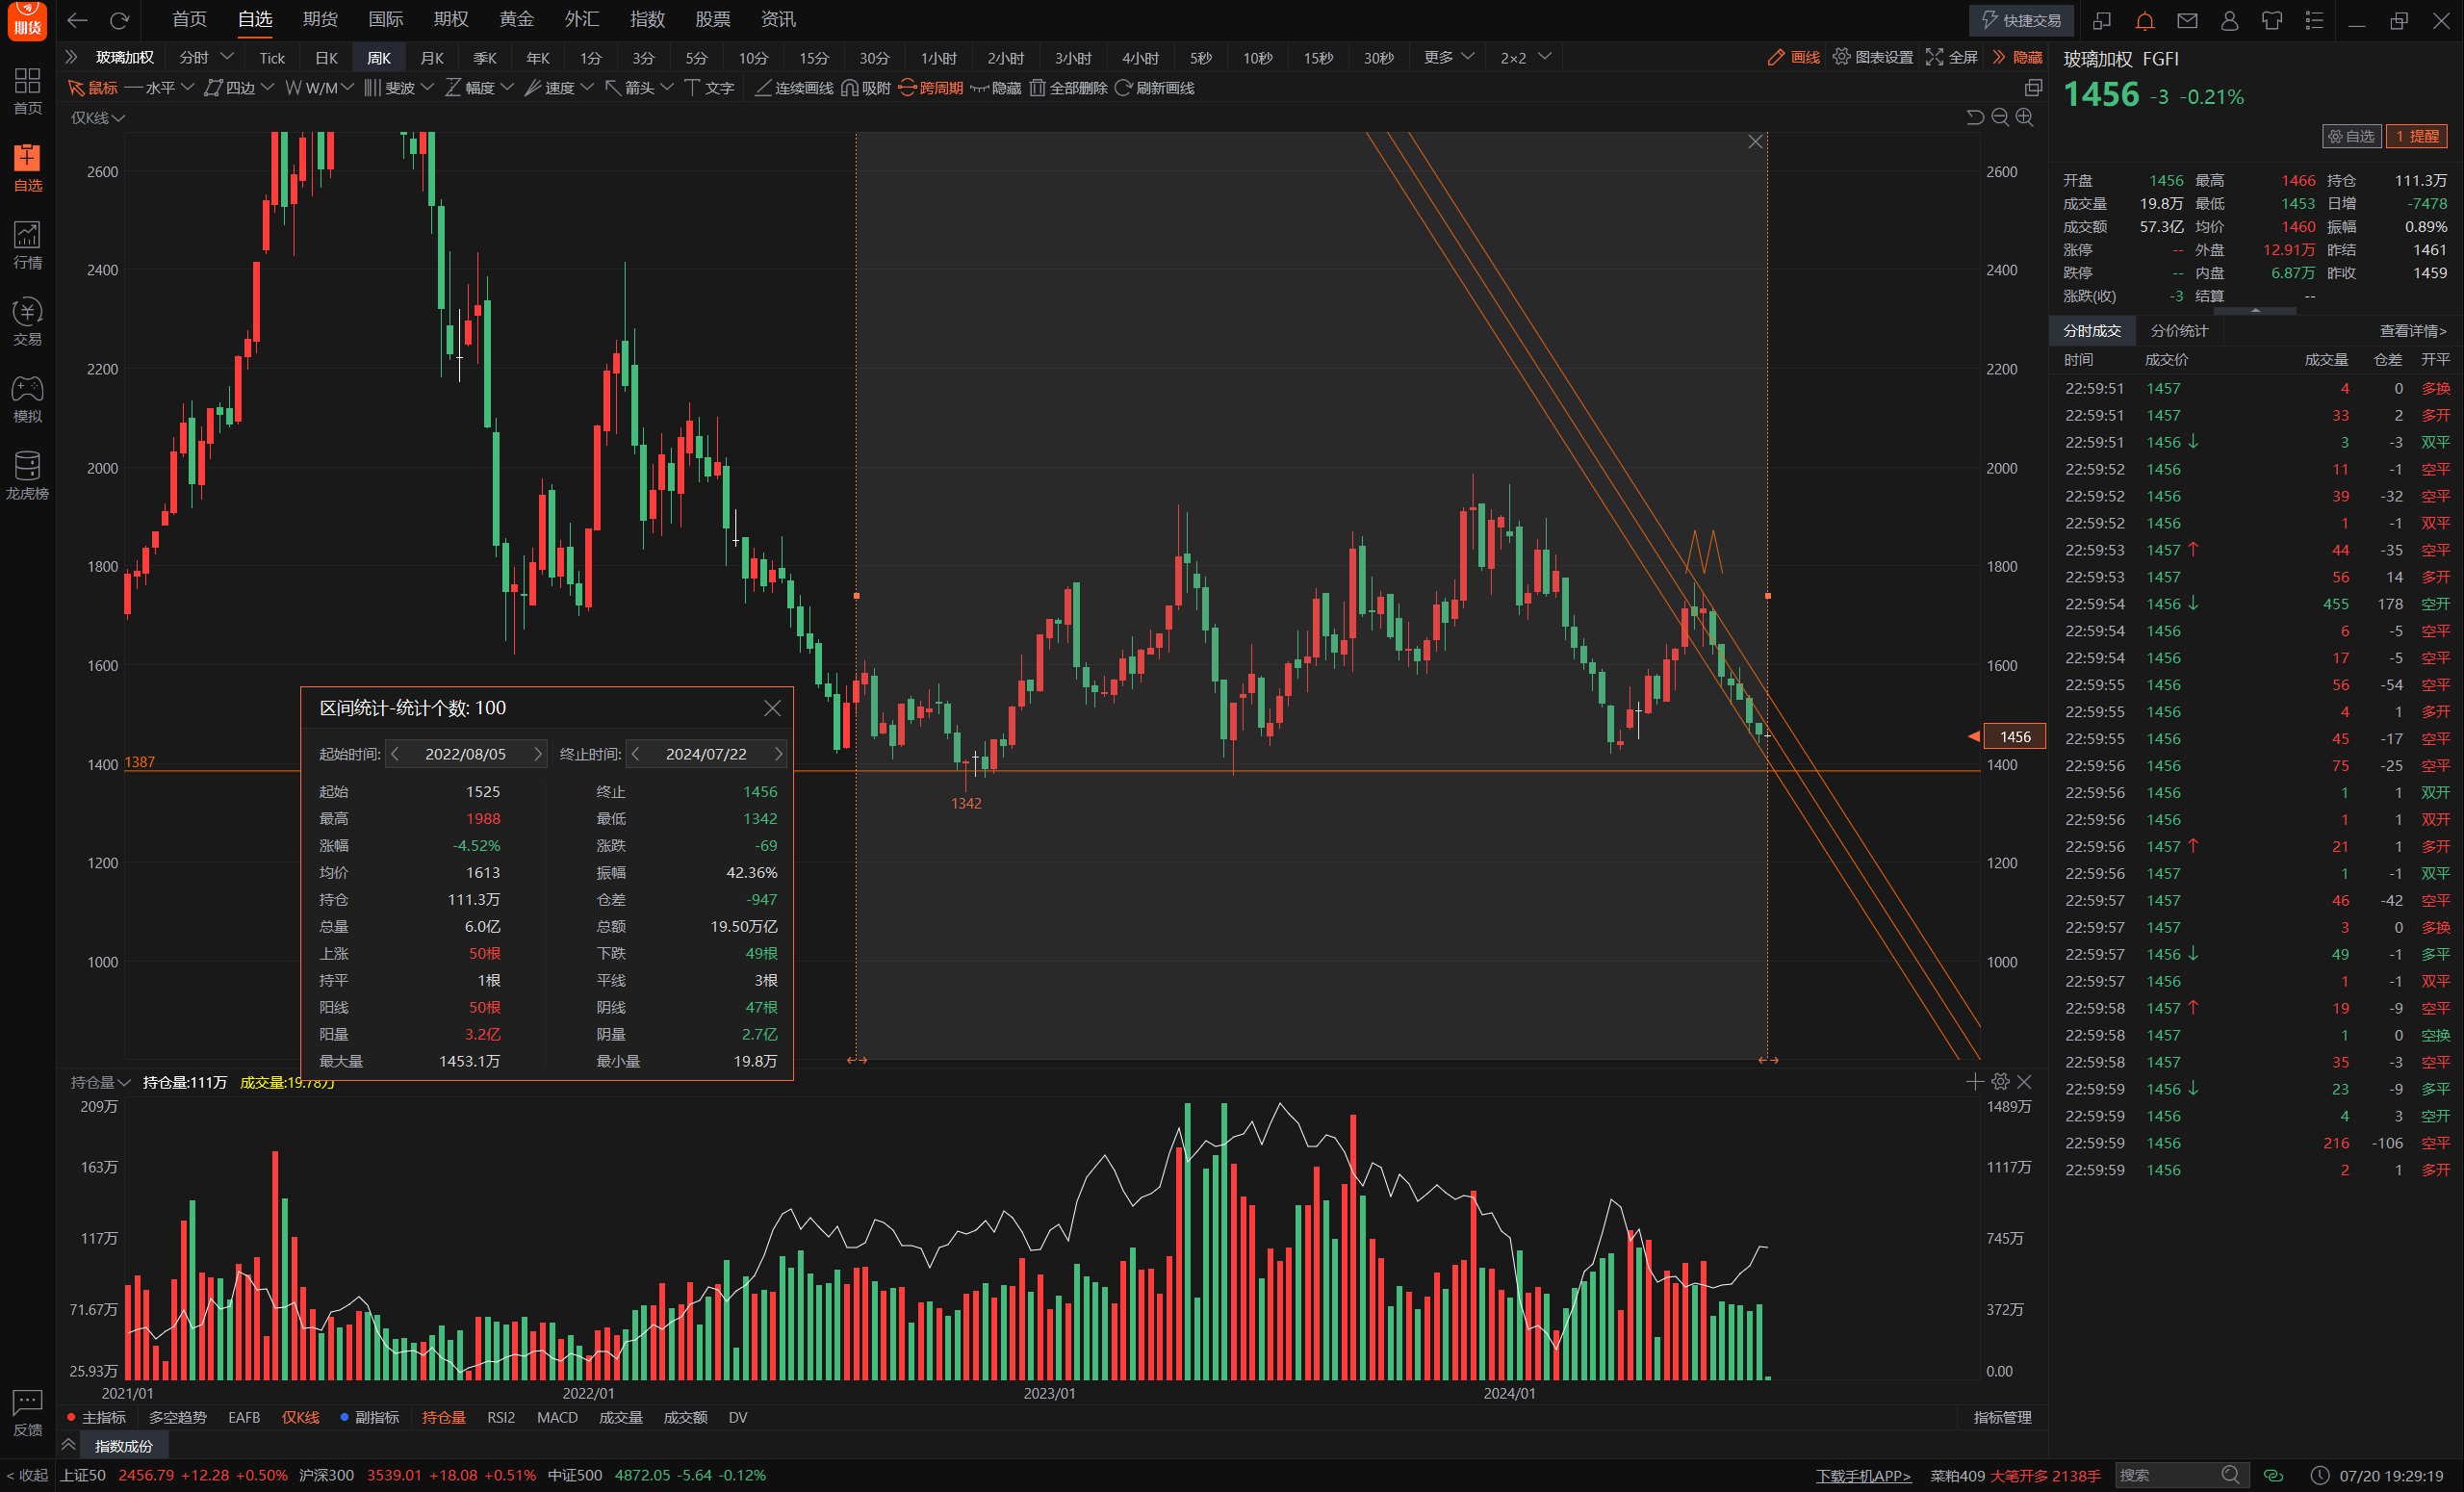 期货
首页 自选 期货 国际 期权 黄金 外汇 指数 股票 资讯
快捷交易
玻璃加权 分时 Tick 日K 周K 月K 季K 年K 1分 3分 5分 10分 15分 30分 1小时 2小时 3小时 4小时 5秒 10秒 15秒 30秒 更多 2×2 画线 图表设置 全屏 隐藏
鼠标 水平 四边 W/M 斐波 幅度 速度 箭头 文字 连续画线 吸附 跨周期 隐藏 全部删除 刷新画线
首页
自选
行情
交易
模拟
龙虎榜
反馈
仅K线
2600 2600
2400 2400
2200 2200
2000 2000
1800 1800
1600 1600
1456
1400 1387 1400
1342
1200 1200
1000 1000
区间统计-统计个数: 100
起始时间: 2022/08/05 终止时间: 2024/07/22
起始 1525 终止 1456
最高 1988 最低 1342
涨幅 -4.52% 涨跌 -69
均价 1613 振幅 42.36%
持仓 111.3万 仓差 -947
总量 6.0亿 总额 19.50万亿
上涨 50根 下跌 49根
持平 1根 平线 3根
阳线 50根 阴线 47根
阳量 3.2亿 阴量 2.7亿
最大量 1453.1万 最小量 19.8万
持仓量 持仓量:111万 成交量:19.78万
209万 1489万
163万 1117万
117万 745万
71.67万 372万
25.93万 0.00
2021/01 2022/01 2023/01 2024/01
主指标 多空趋势 EAFB 仅K线 副指标 持仓量 RSI2 MACD 成交量 成交额 DV 指标管理
指数成份
玻璃加权 FGFI
1456 -3 -0.21%
自选 1 提醒
开盘 1456 最高 1466 持仓 111.3万
成交量 19.8万 最低 1453 日增 -7478
成交额 57.3亿 均价 1460 振幅 0.89%
涨停 -- 外盘 12.91万 昨结 1461
跌停 -- 内盘 6.87万 昨收 1459
涨跌(收) -3 结算 --
分时成交 分价统计 查看详情>
时间 成交价 成交量 仓差 开平
22:59:51 1457 4 0 多换
22:59:51 1457 33 2 多开
22:59:51 1456↓ 3 -3 双平
22:59:52 1456 11 -1 空平
22:59:52 1456 39 -32 空平
22:59:52 1456 1 -1 双平
22:59:53 1457↑ 44 -35 空平
22:59:53 1457 56 14 多开
22:59:54 1456↓ 455 178 空开
22:59:54 1456 6 -5 空平
22:59:54 1456 17 -5 空平
22:59:55 1456 56 -54 空平
22:59:55 1456 4 1 多开
22:59:55 1456 45 -17 空平
22:59:56 1456 75 -25 空平
22:59:56 1456 1 1 双开
22:59:56 1456 1 1 双开
22:59:56 1457↑ 21 1 多开
22:59:56 1457 1 -1 双平
22:59:57 1457 46 -42 空平
22:59:57 1457 3 0 多换
22:59:57 1456↓ 49 -1 多平
22:59:57 1456 1 -1 双平
22:59:58 1457↑ 19 -9 空平
22:59:58 1457 1 0 空换
22:59:58 1457 35 -3 空平
22:59:59 1456↓ 23 -9 多平
22:59:59 1456 4 3 空开
22:59:59 1456 216 -106 空平
22:59:59 1456 2 1 多开
< 收起 上证50 2456.79 +12.28 +0.50% 沪深300 3539.01 +18.08 +0.51% 中证500 4872.05 -5.64 -0.12% 下载手机APP> 菜粕409 大笔开多 2138手 搜索 07/20 19:29:19